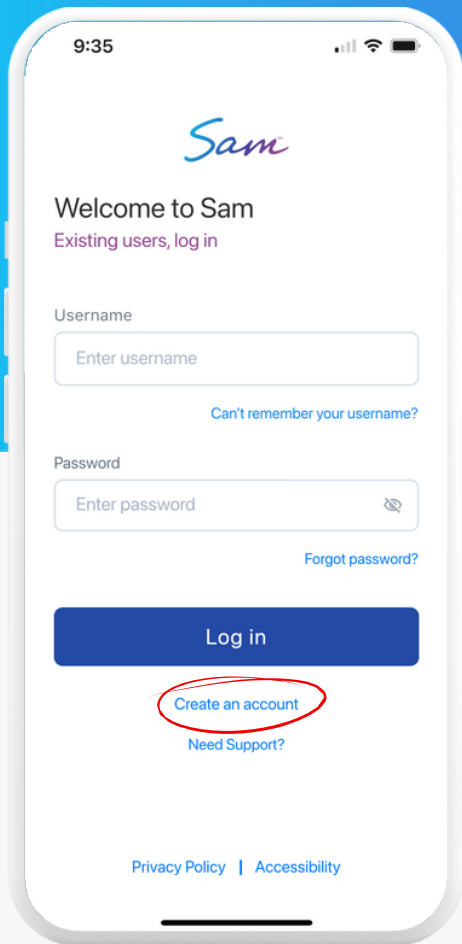 9:35
Sam
Welcome to Sam
Existing users, log in
Username
Enter username
Can't remember your username?
Password
Enter password
Forgot password?
Log in
Create an account
Need Support?
Privacy Policy | Accessibility